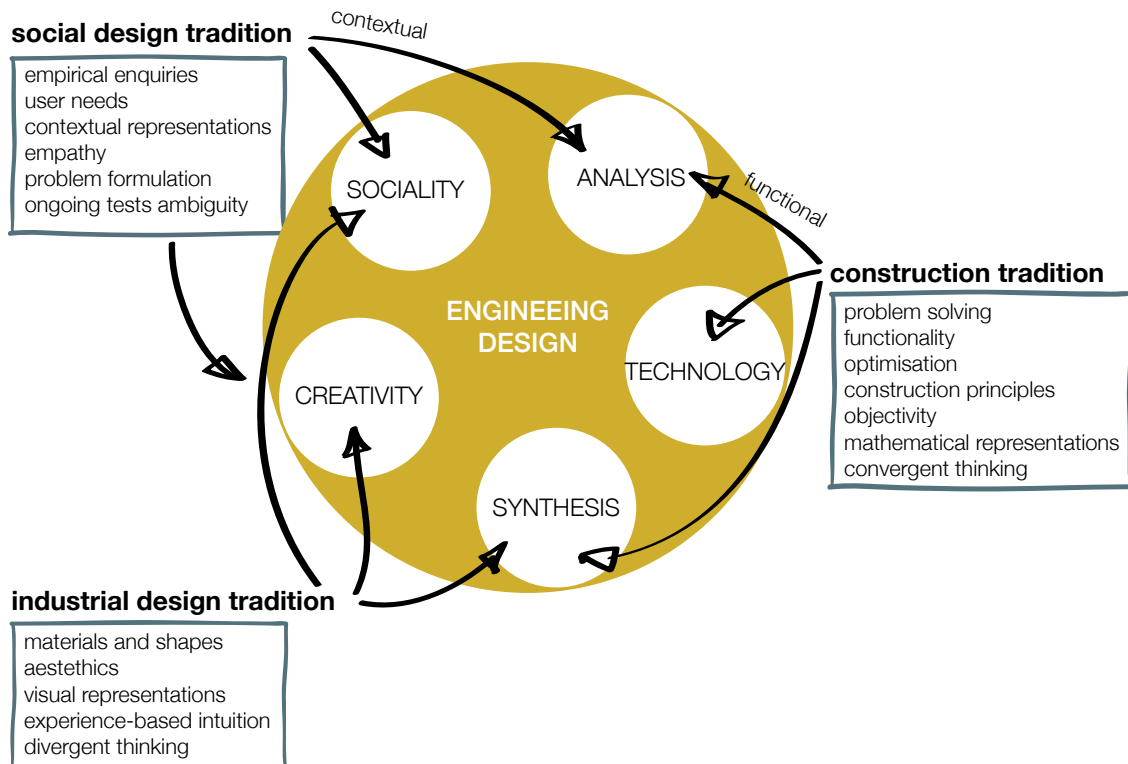 social design tradition
empirical enquiries
user needs
contextual representations
empathy
problem formulation
ongoing tests ambiguity
contextual
SOCIALITY
ANALYSIS
functional
construction tradition
problem solving
functionality
optimisation
construction principles
objectivity
mathematical representations
convergent thinking
ENGINEEING
DESIGN
TECHNOLOGY
CREATIVITY
SYNTHESIS
industrial design tradition
materials and shapes
aestethics
visual representations
experience-based intuition
divergent thinking